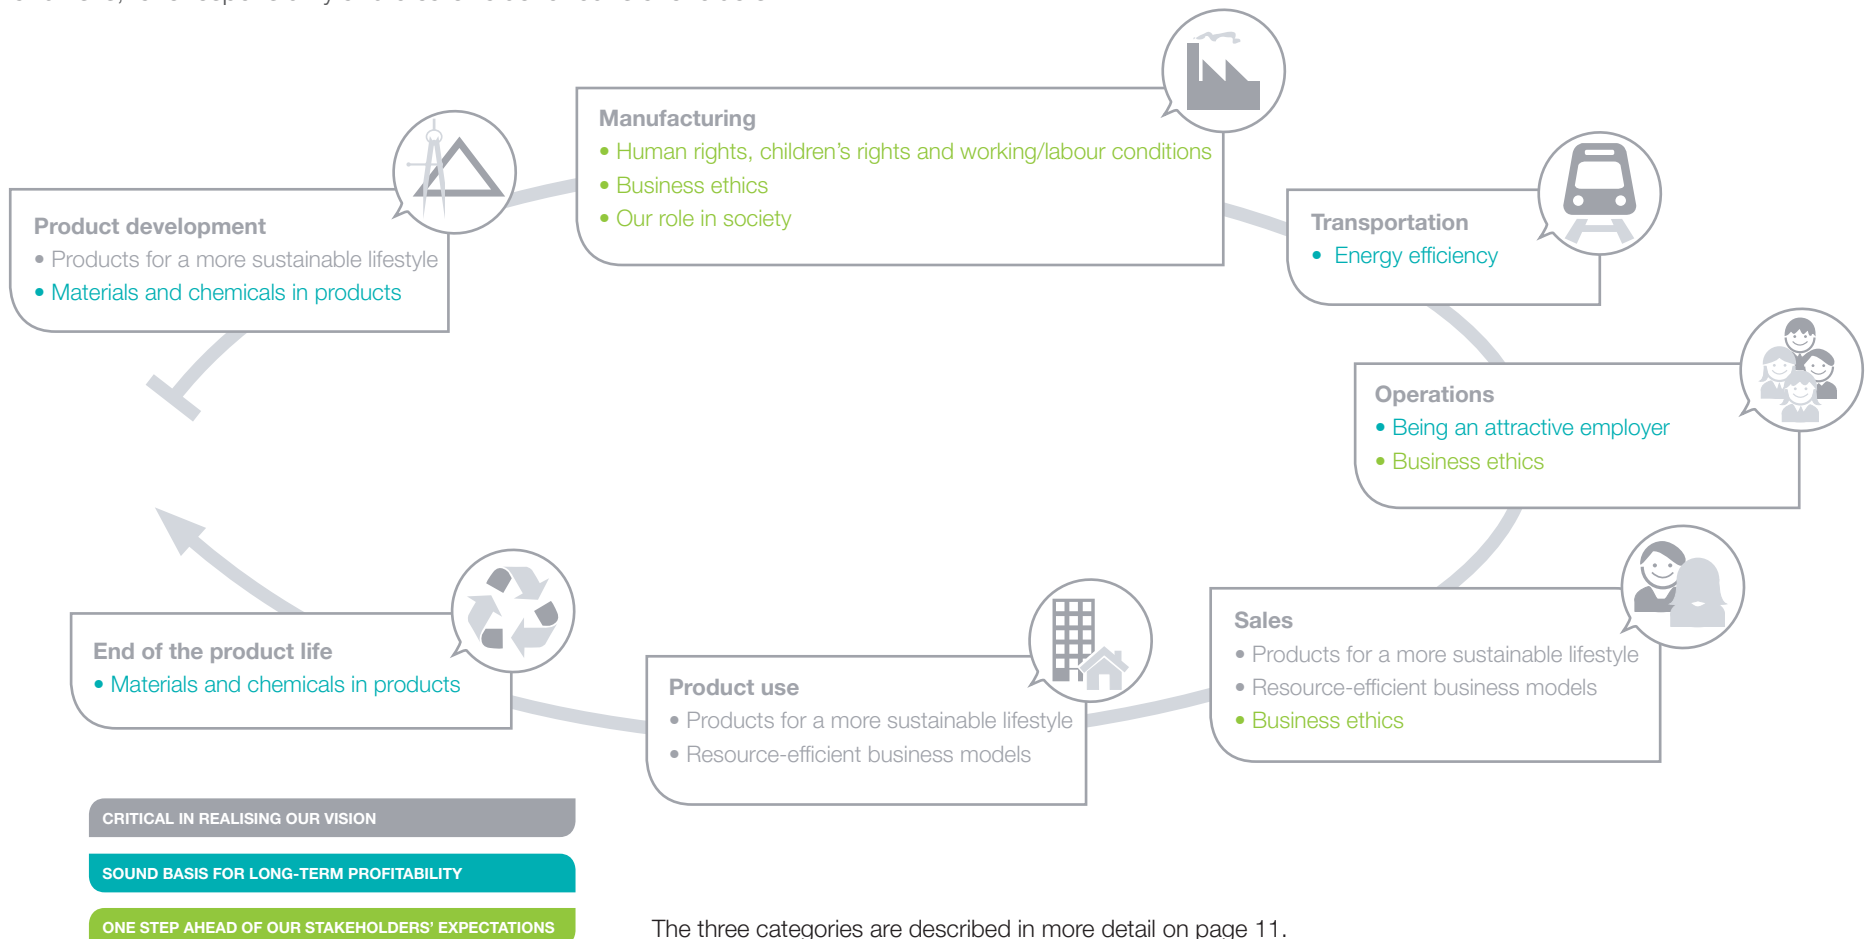 Manufacturing
• Human rights, children's rights and working/labour conditions
• Business ethics
• Our role in society
Product development
• Products for a more sustainable lifestyle
• Materials and chemicals in products
Transportation
• Energy efficiency
Operations
• Being an attractive employer
• Business ethics
Sales
• Products for a more sustainable lifestyle
• Resource-efficient business models
• Business ethics
Product use
• Products for a more sustainable lifestyle
• Resource-efficient business models
End of the product life
• Materials and chemicals in products
CRITICAL IN REALISING OUR VISION
SOUND BASIS FOR LONG-TERM PROFITABILITY
ONE STEP AHEAD OF OUR STAKEHOLDERS' EXPECTATIONS
The three categories are described in more detail on page 11.